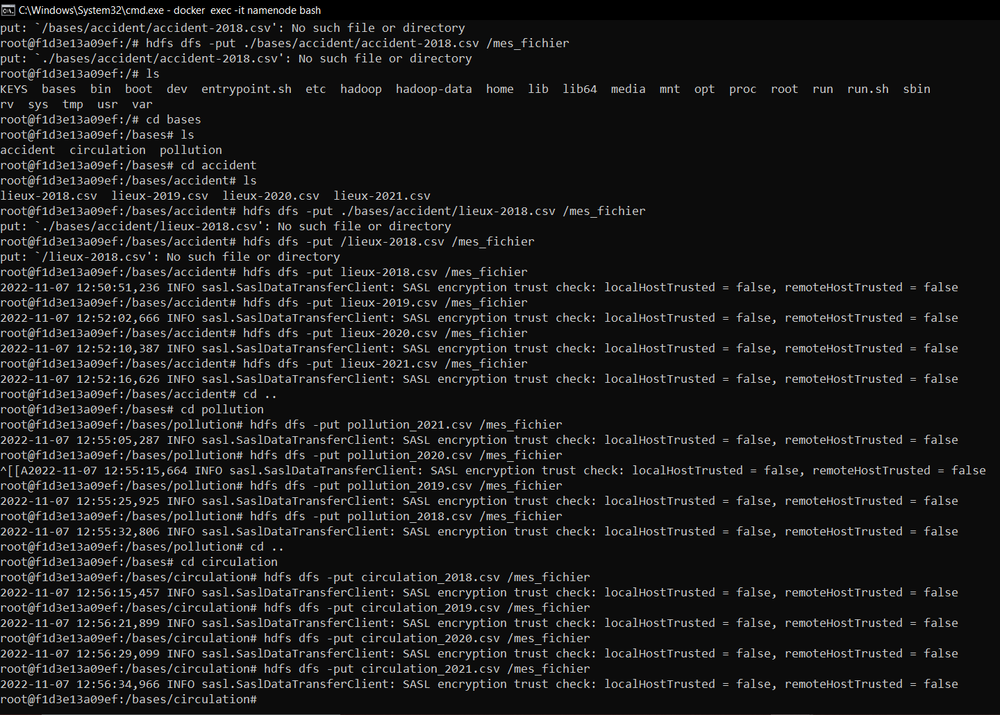 C:\Windows\System32\cmd.exe - docker  exec -it namenode bash
put: `/bases/accident/accident-2018.csv': No such file or directory
root@f1d3e13a09ef:/# hdfs dfs -put ./bases/accident/accident-2018.csv /mes_fichier
put: `./bases/accident/accident-2018.csv': No such file or directory
root@f1d3e13a09ef:/# ls
KEYS  bases  bin  boot  dev  entrypoint.sh  etc  hadoop  hadoop-data  home  lib  lib64  media  mnt  opt  proc  root  run  run.sh  sbin
rv  sys  tmp  usr  var
root@f1d3e13a09ef:/# cd bases
root@f1d3e13a09ef:/bases# ls
accident  circulation  pollution
root@f1d3e13a09ef:/bases# cd accident
root@f1d3e13a09ef:/bases/accident# ls
lieux-2018.csv  lieux-2019.csv  lieux-2020.csv  lieux-2021.csv
root@f1d3e13a09ef:/bases/accident# hdfs dfs -put ./bases/accident/lieux-2018.csv /mes_fichier
put: `./bases/accident/lieux-2018.csv': No such file or directory
root@f1d3e13a09ef:/bases/accident# hdfs dfs -put /lieux-2018.csv /mes_fichier
put: `/lieux-2018.csv': No such file or directory
root@f1d3e13a09ef:/bases/accident# hdfs dfs -put lieux-2018.csv /mes_fichier
2022-11-07 12:50:51,236 INFO sasl.SaslDataTransferClient: SASL encryption trust check: localHostTrusted = false, remoteHostTrusted = false
root@f1d3e13a09ef:/bases/accident# hdfs dfs -put lieux-2019.csv /mes_fichier
2022-11-07 12:52:02,666 INFO sasl.SaslDataTransferClient: SASL encryption trust check: localHostTrusted = false, remoteHostTrusted = false
root@f1d3e13a09ef:/bases/accident# hdfs dfs -put lieux-2020.csv /mes_fichier
2022-11-07 12:52:10,387 INFO sasl.SaslDataTransferClient: SASL encryption trust check: localHostTrusted = false, remoteHostTrusted = false
root@f1d3e13a09ef:/bases/accident# hdfs dfs -put lieux-2021.csv /mes_fichier
2022-11-07 12:52:16,626 INFO sasl.SaslDataTransferClient: SASL encryption trust check: localHostTrusted = false, remoteHostTrusted = false
root@f1d3e13a09ef:/bases/accident# cd ..
root@f1d3e13a09ef:/bases# cd pollution
root@f1d3e13a09ef:/bases/pollution# hdfs dfs -put pollution_2021.csv /mes_fichier
2022-11-07 12:55:05,287 INFO sasl.SaslDataTransferClient: SASL encryption trust check: localHostTrusted = false, remoteHostTrusted = false
root@f1d3e13a09ef:/bases/pollution# hdfs dfs -put pollution_2020.csv /mes_fichier
^[[A2022-11-07 12:55:15,664 INFO sasl.SaslDataTransferClient: SASL encryption trust check: localHostTrusted = false, remoteHostTrusted = false
root@f1d3e13a09ef:/bases/pollution# hdfs dfs -put pollution_2019.csv /mes_fichier
2022-11-07 12:55:25,925 INFO sasl.SaslDataTransferClient: SASL encryption trust check: localHostTrusted = false, remoteHostTrusted = false
root@f1d3e13a09ef:/bases/pollution# hdfs dfs -put pollution_2018.csv /mes_fichier
2022-11-07 12:55:32,806 INFO sasl.SaslDataTransferClient: SASL encryption trust check: localHostTrusted = false, remoteHostTrusted = false
root@f1d3e13a09ef:/bases/pollution# cd ..
root@f1d3e13a09ef:/bases# cd circulation
root@f1d3e13a09ef:/bases/circulation# hdfs dfs -put circulation_2018.csv /mes_fichier
2022-11-07 12:56:15,457 INFO sasl.SaslDataTransferClient: SASL encryption trust check: localHostTrusted = false, remoteHostTrusted = false
root@f1d3e13a09ef:/bases/circulation# hdfs dfs -put circulation_2019.csv /mes_fichier
2022-11-07 12:56:21,899 INFO sasl.SaslDataTransferClient: SASL encryption trust check: localHostTrusted = false, remoteHostTrusted = false
root@f1d3e13a09ef:/bases/circulation# hdfs dfs -put circulation_2020.csv /mes_fichier
2022-11-07 12:56:29,099 INFO sasl.SaslDataTransferClient: SASL encryption trust check: localHostTrusted = false, remoteHostTrusted = false
root@f1d3e13a09ef:/bases/circulation# hdfs dfs -put circulation_2021.csv /mes_fichier
2022-11-07 12:56:34,966 INFO sasl.SaslDataTransferClient: SASL encryption trust check: localHostTrusted = false, remoteHostTrusted = false
root@f1d3e13a09ef:/bases/circulation#